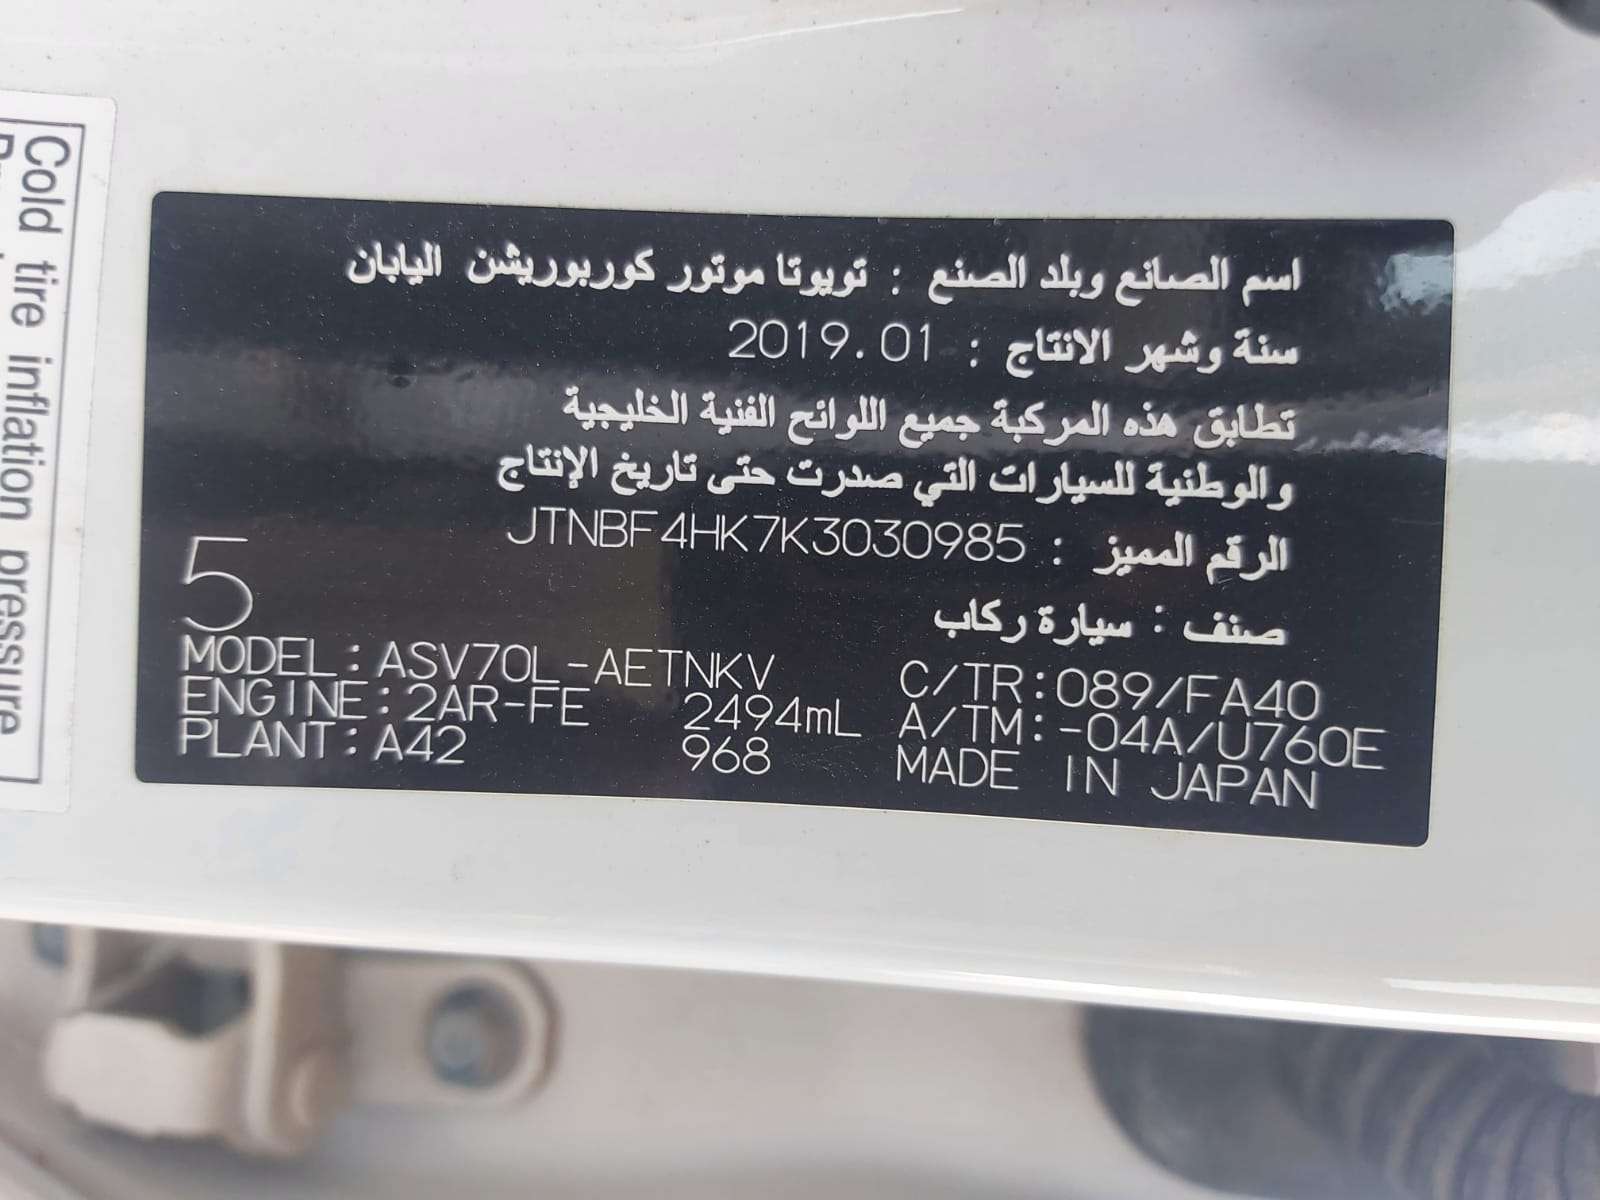 Cold tire inflation pressure
اسم الصانع وبلد الصنع : تويوتا موتور كوربوريشن اليابان
سنة وشهر الانتاج : 2019.01
تطابق هذه المركبة جميع اللوائح الفنية الخليجية
والوطنية للسيارات التي صدرت حتى تاريخ الإنتاج
الرقم المميز : JTNBF4HK7K3030985
صنف : سيارة ركاب
5
MODEL:ASV70L-AETNKV C/TR:089/FA40
ENGINE:2AR-FE 2494mL A/TM:-04A/U760E
PLANT:A42 968 MADE IN JAPAN